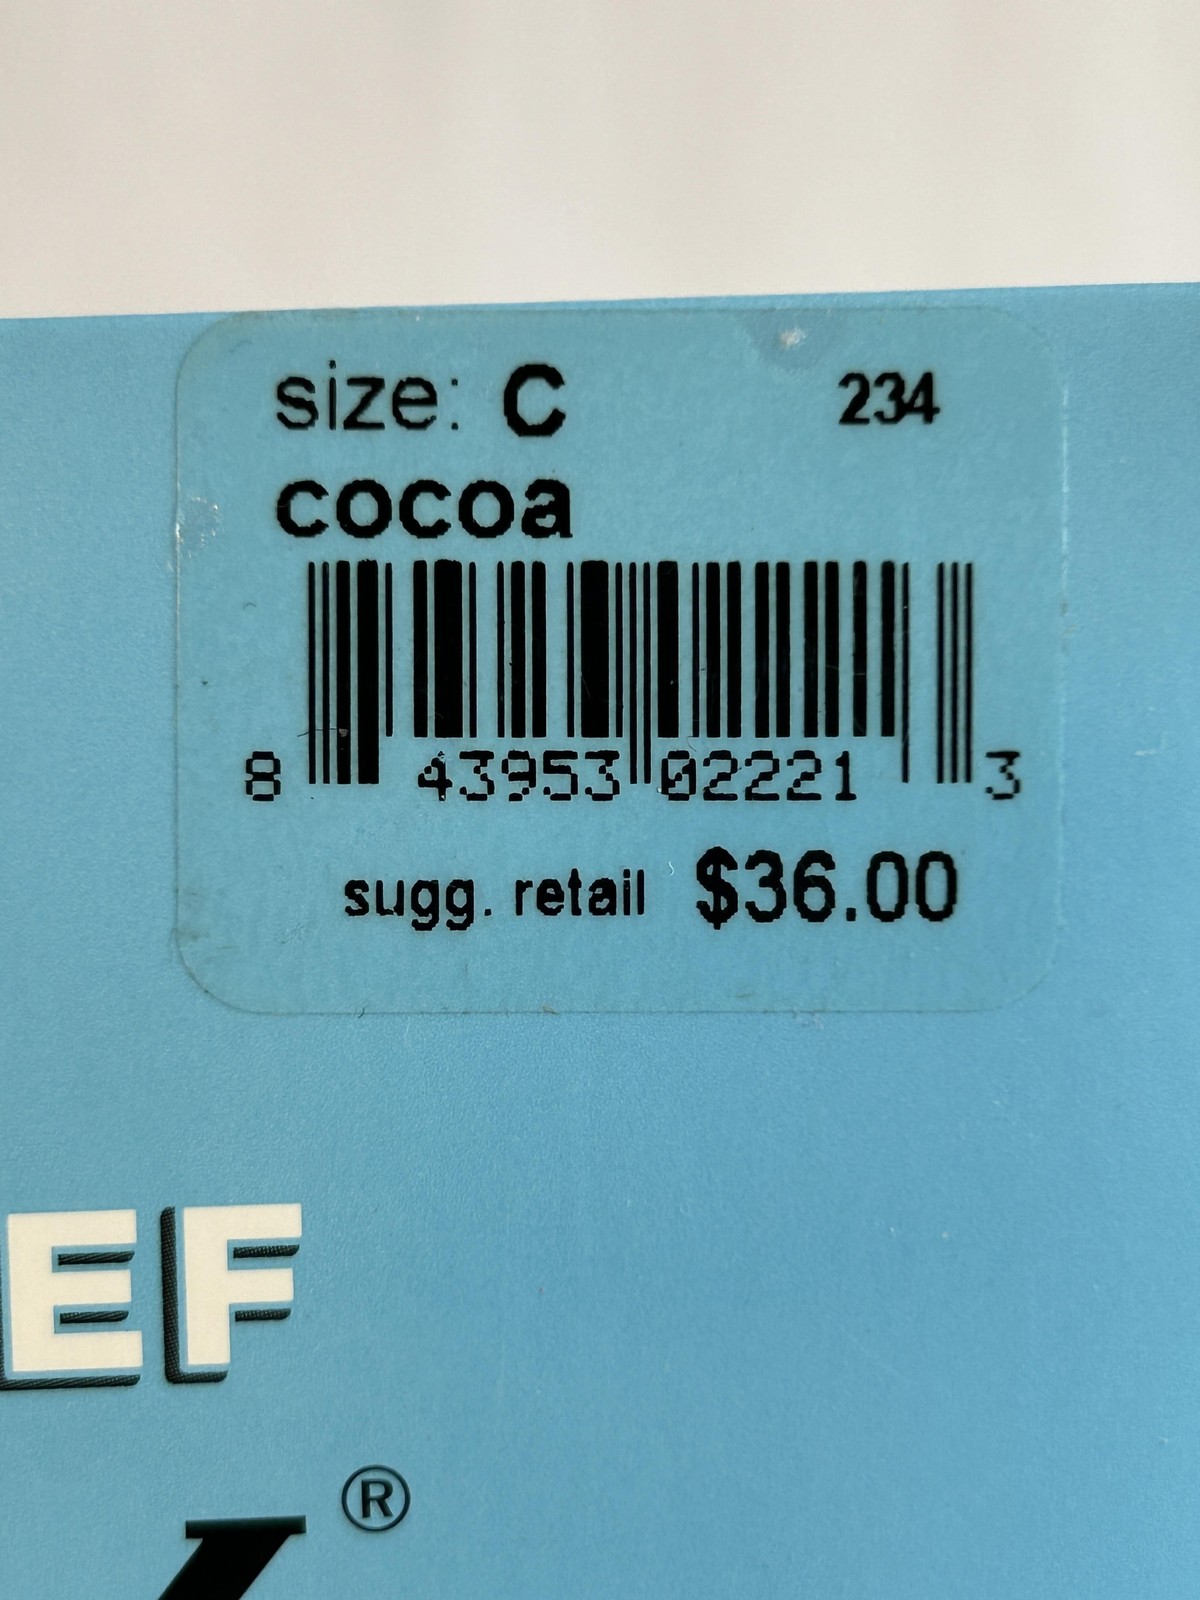 size: C 234
cocoa
8 43953 02221 3
sugg. retail $36.00
EF
®